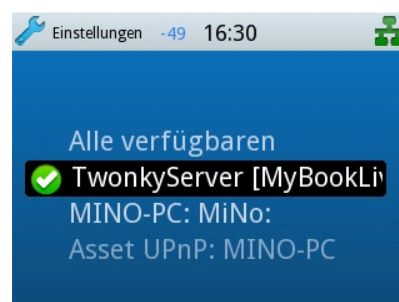 Einstellungen -49 16:30
Alle verfügbaren
TwonkyServer [MyBookLiv
MINO-PC: MiNo:
Asset UPnP: MINO-PC